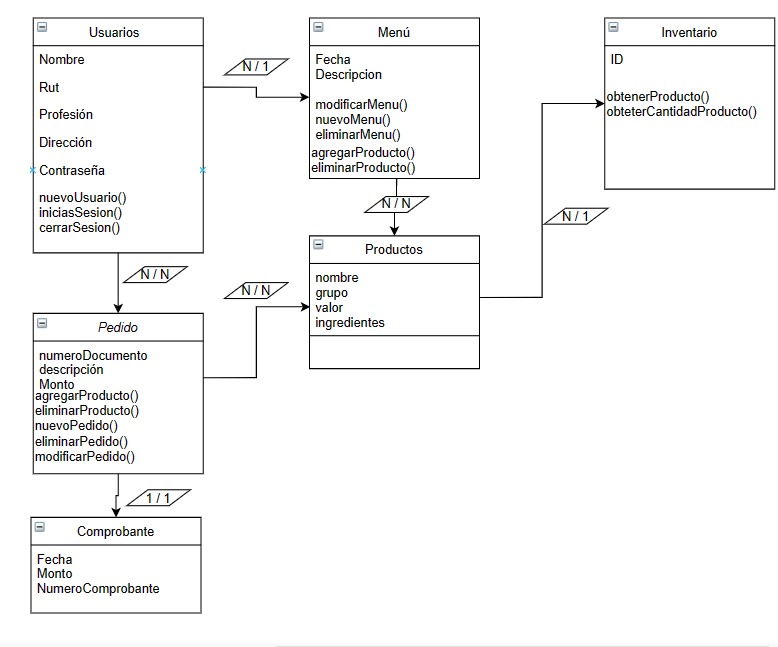 Usuarios
Nombre
Rut
Profesión
Dirección
Contraseña
nuevoUsuario()
iniciasSesion()
cerrarSesion()
N / 1
Menú
Fecha
Descripcion
modificarMenu()
nuevoMenu()
eliminarMenu()
agregarProducto()
eliminarProducto()
Inventario
ID
obtenerProducto()
obteterCantidadProducto()
N / N
N / 1
Productos
nombre
grupo
valor
ingredientes
N / N
N / N
Pedido
numeroDocumento
descripción
Monto
agregarProducto()
eliminarProducto()
nuevoPedido()
eliminarPedido()
modificarPedido()
1 / 1
Comprobante
Fecha
Monto
NumeroComprobante